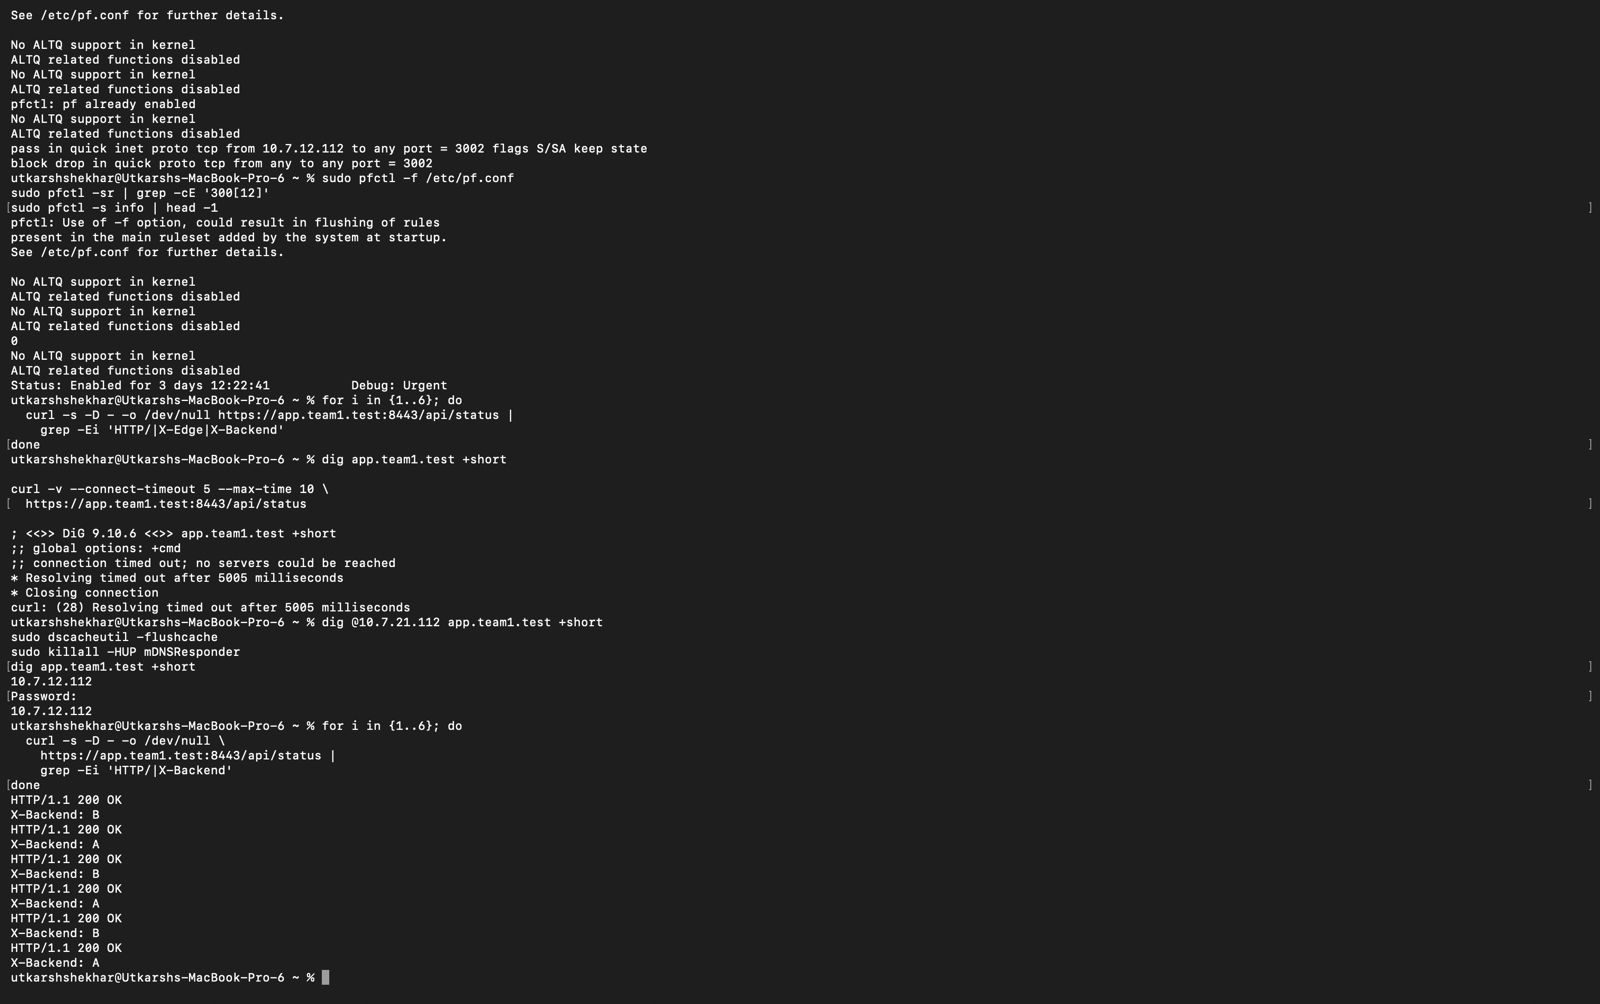 See /etc/pf.conf for further details.
No ALTQ support in kernel
ALTQ related functions disabled
No ALTQ support in kernel
ALTQ related functions disabled
pfctl: pf already enabled
No ALTQ support in kernel
ALTQ related functions disabled
pass in quick inet proto tcp from 10.7.12.112 to any port = 3002 flags S/SA keep state
block drop in quick proto tcp from any to any port = 3002
utkarshshekhar@Utkarshs-MacBook-Pro-6 ~ % sudo pfctl -f /etc/pf.conf
sudo pfctl -sr | grep -cE '300[12]'
[sudo pfctl -s info | head -1 ]
pfctl: Use of -f option, could result in flushing of rules
present in the main ruleset added by the system at startup.
See /etc/pf.conf for further details.
No ALTQ support in kernel
ALTQ related functions disabled
No ALTQ support in kernel
ALTQ related functions disabled
0
No ALTQ support in kernel
ALTQ related functions disabled
Status: Enabled for 3 days 12:22:41 Debug: Urgent
utkarshshekhar@Utkarshs-MacBook-Pro-6 ~ % for i in {1..6}; do
curl -s -D - -o /dev/null https://app.team1.test:8443/api/status |
grep -Ei 'HTTP/|X-Edge|X-Backend'
[done ]
utkarshshekhar@Utkarshs-MacBook-Pro-6 ~ % dig app.team1.test +short
curl -v --connect-timeout 5 --max-time 10 \
[ https://app.team1.test:8443/api/status ]
; <<>> DiG 9.10.6 <<>> app.team1.test +short
;; global options: +cmd
;; connection timed out; no servers could be reached
* Resolving timed out after 5005 milliseconds
* Closing connection
curl: (28) Resolving timed out after 5005 milliseconds
utkarshshekhar@Utkarshs-MacBook-Pro-6 ~ % dig @10.7.21.112 app.team1.test +short
sudo dscacheutil -flushcache
sudo killall -HUP mDNSResponder
[dig app.team1.test +short ]
10.7.12.112
[Password: ]
10.7.12.112
utkarshshekhar@Utkarshs-MacBook-Pro-6 ~ % for i in {1..6}; do
curl -s -D - -o /dev/null \
https://app.team1.test:8443/api/status |
grep -Ei 'HTTP/|X-Backend'
[done ]
HTTP/1.1 200 OK
X-Backend: B
HTTP/1.1 200 OK
X-Backend: A
HTTP/1.1 200 OK
X-Backend: B
HTTP/1.1 200 OK
X-Backend: A
HTTP/1.1 200 OK
X-Backend: B
HTTP/1.1 200 OK
X-Backend: A
utkarshshekhar@Utkarshs-MacBook-Pro-6 ~ %